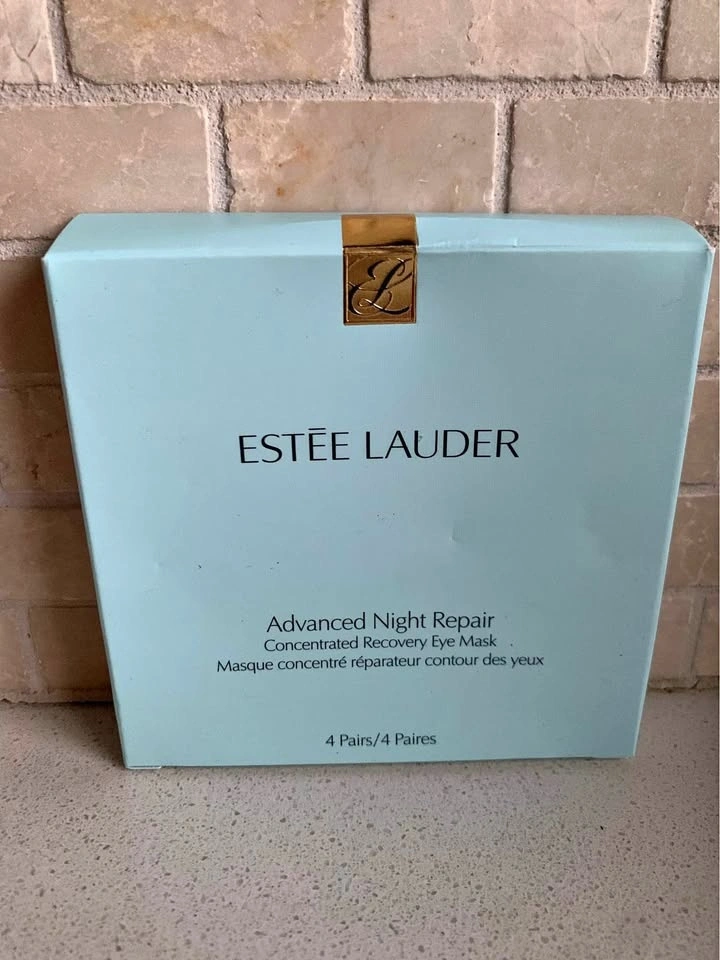 EL
ESTĒE LAUDER
Advanced Night Repair
Concentrated Recovery Eye Mask
Masque concentré réparateur contour des yeux
4 Pairs/4 Paires